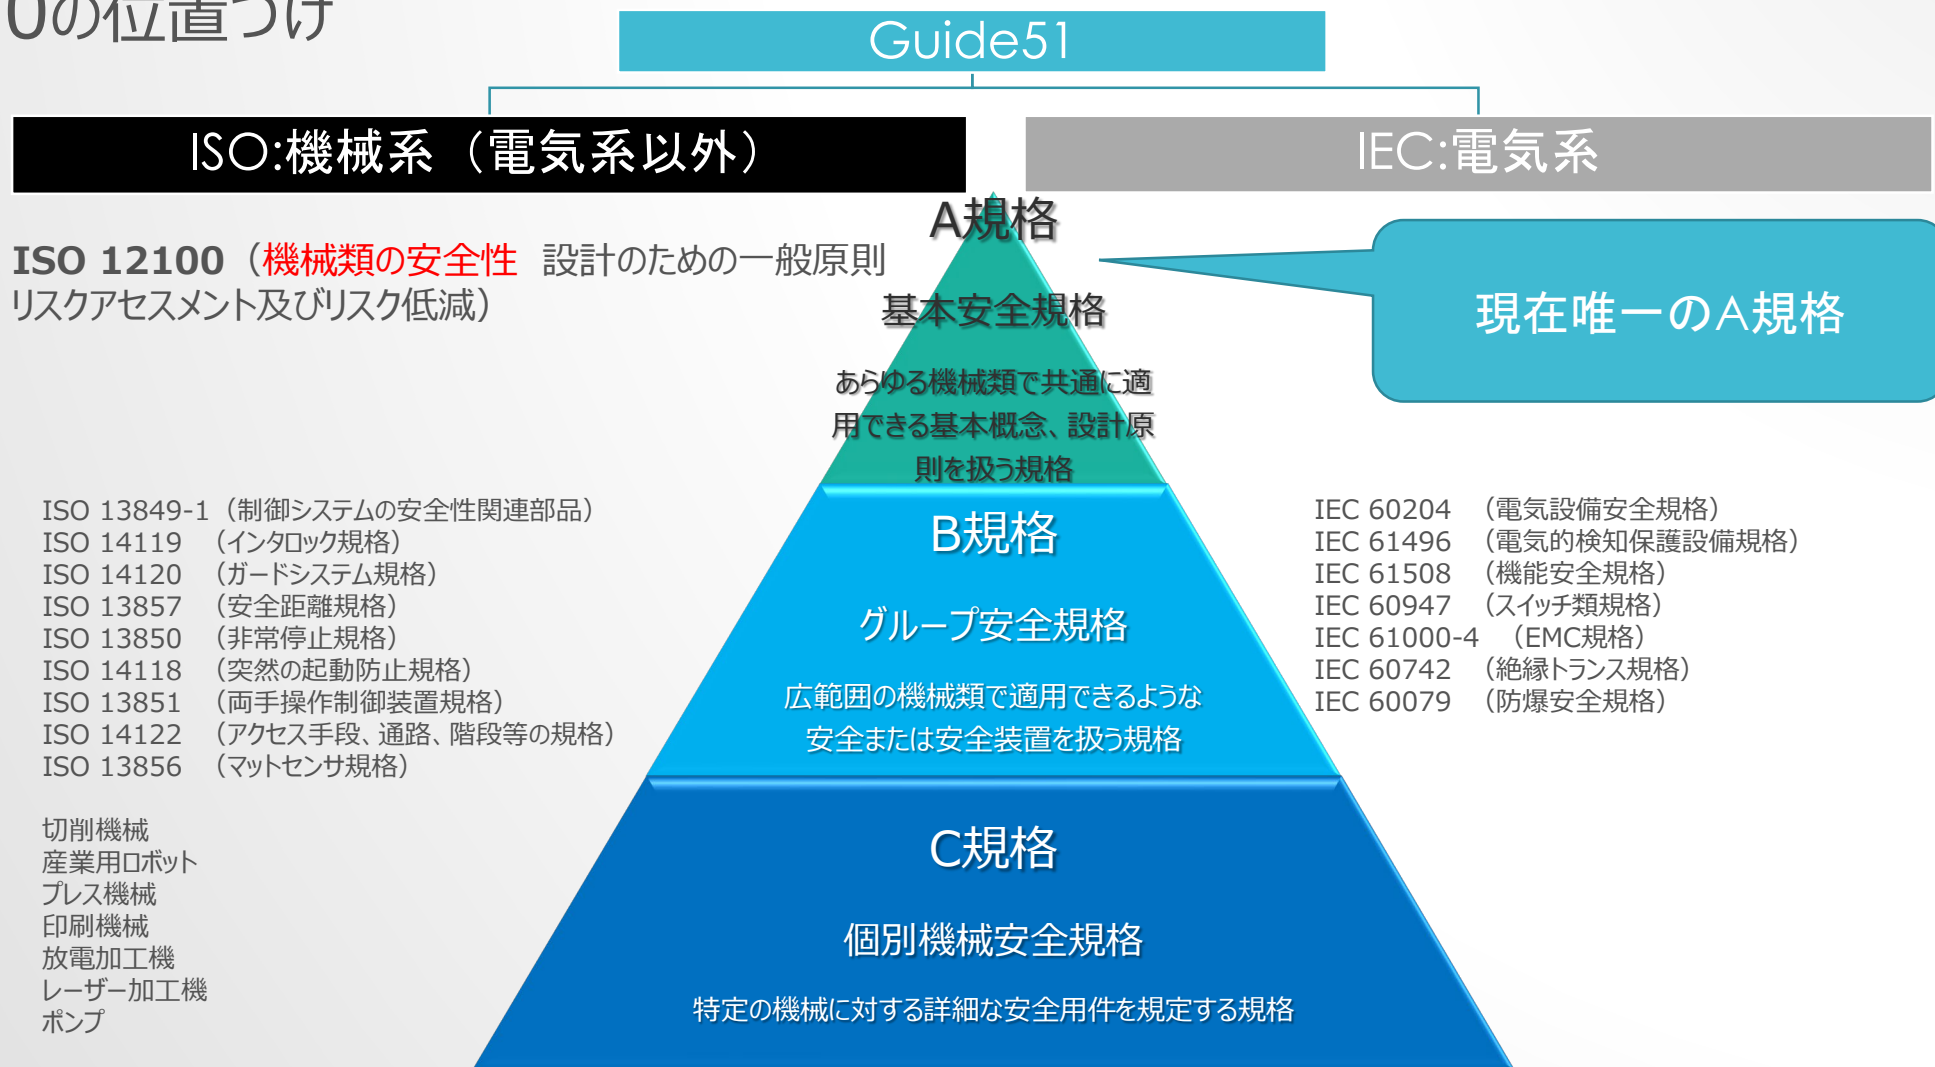 0の位置づけ
Guide51
ISO:機械系（電気系以外）
IEC:電気系
A規格
ISO 12100（機械類の安全性　設計のための一般原則
リスクアセスメント及びリスク低減）
基本安全規格
現在唯一のA規格
あらゆる機械類で共通に適
用できる基本概念、設計原
則を扱う規格
ISO 13849-1（制御システムの安全性関連部品）
ISO 14119　（インタロック規格）
ISO 14120　（ガードシステム規格）
ISO 13857　（安全距離規格）
ISO 13850　（非常停止規格）
ISO 14118　（突然の起動防止規格）
ISO 13851　（両手操作制御装置規格）
ISO 14122　（アクセス手段、通路、階段等の規格）
ISO 13856　（マットセンサ規格）
B規格
グループ安全規格
広範囲の機械類で適用できるような
安全または安全装置を扱う規格
IEC 60204　（電気設備安全規格）
IEC 61496　（電気的検知保護設備規格）
IEC 61508　（機能安全規格）
IEC 60947　（スイッチ類規格）
IEC 61000-4　（EMC規格）
IEC 60742　（絶縁トランス規格）
IEC 60079　（防爆安全規格）
切削機械
産業用ロボット
プレス機械
印刷機械
放電加工機
レーザー加工機
ポンプ
C規格
個別機械安全規格
特定の機械に対する詳細な安全用件を規定する規格